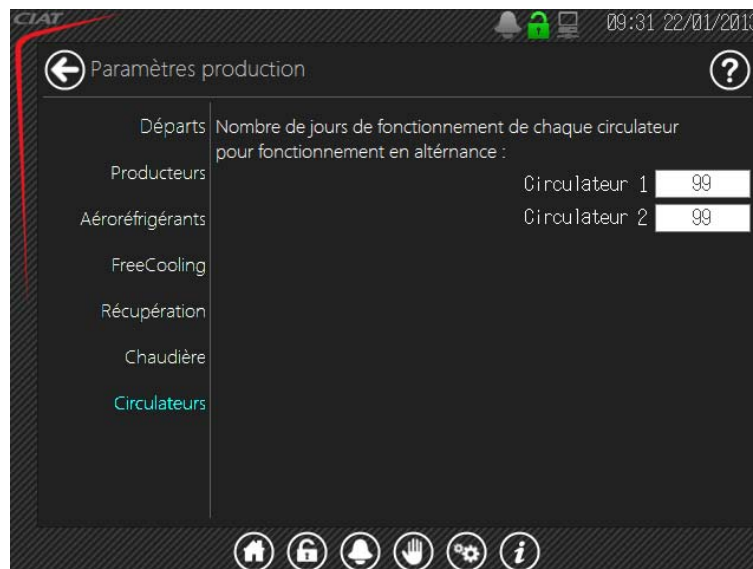 CIAT
09:31 22/01/2013
Paramètres production
?
Départs
Producteurs
Aéroréfrigérants
FreeCooling
Récupération
Chaudière
Circulateurs
Nombre de jours de fonctionnement de chaque circulateur
pour fonctionnement en altérnance :
Circulateur 1 99
Circulateur 2 99
i